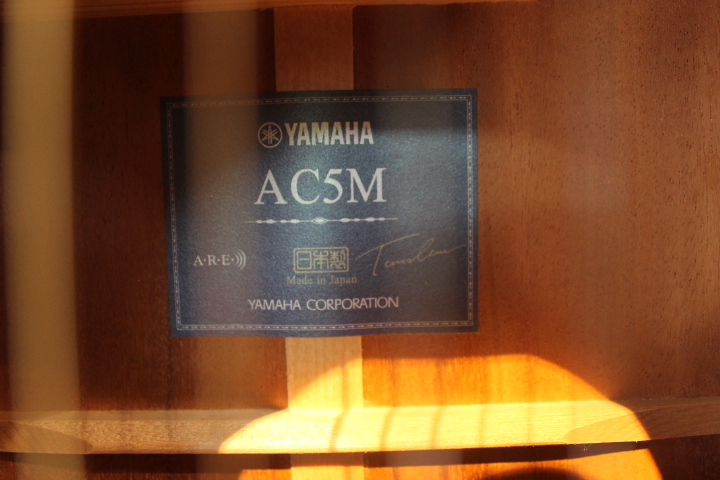 YAMAHA
AC5M
A·R·E·
日本製
Made in Japan
YAMAHA CORPORATION